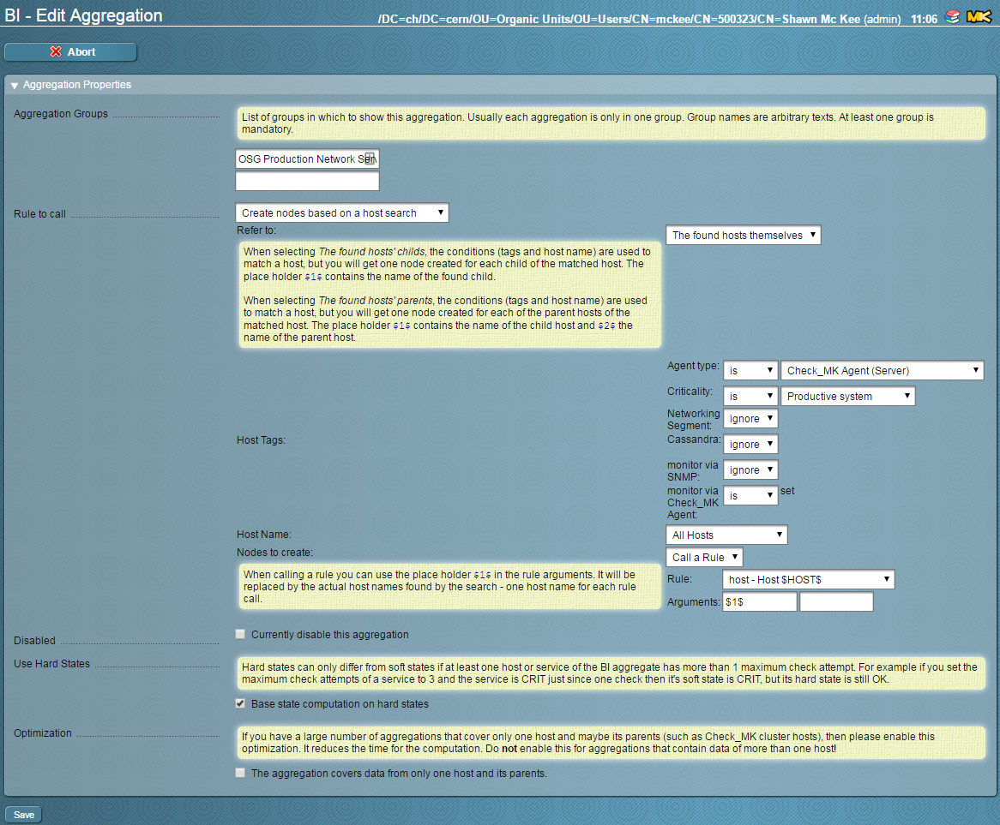 BI - Edit Aggregation
/DC=ch/DC=cern/OU=Organic Units/OU=Users/CN=mckee/CN=500323/CN=Shawn Mc Kee (admin) 11:06 MK
Abort
Aggregation Properties
Aggregation Groups
List of groups in which to show this aggregation. Usually each aggregation is only in one group. Group names are arbitrary texts. At least one group is
mandatory.
OSG Production Network Serv
Rule to call
Create nodes based on a host search
Refer to:
The found hosts themselves
When selecting The found hosts' childs, the conditions (tags and host name) are used to
match a host, but you will get one node created for each child of the matched host. The
place holder $1$ contains the name of the found child.
When selecting The found hosts' parents, the conditions (tags and host name) are used
to match a host, but you will get one node created for each of the parent hosts of the
matched host. The place holder $1$ contains the name of the child host and $2$ the
name of the parent host.
Host Tags:
Agent type: is Check_MK Agent (Server)
Criticality: is Productive system
Networking
Segment: ignore
Cassandra: ignore
monitor via
SNMP: ignore
monitor via
Check_MK
Agent: is set
Host Name:
All Hosts
Nodes to create:
Call a Rule
When calling a rule you can use the place holder $1$ in the rule arguments. It will be
replaced by the actual host names found by the search - one host name for each rule
call.
Rule: host - Host $HOST$
Arguments: $1$
Disabled
Currently disable this aggregation
Use Hard States
Hard states can only differ from soft states if at least one host or service of the BI aggregate has more than 1 maximum check attempt. For example if you set the
maximum check attempts of a service to 3 and the service is CRIT just since one check then it's soft state is CRIT, but its hard state is still OK.
Base state computation on hard states
Optimization
If you have a large number of aggregations that cover only one host and maybe its parents (such as Check_MK cluster hosts), then please enable this
optimization. It reduces the time for the computation. Do not enable this for aggregations that contain data of more than one host!
The aggregation covers data from only one host and its parents.
Save